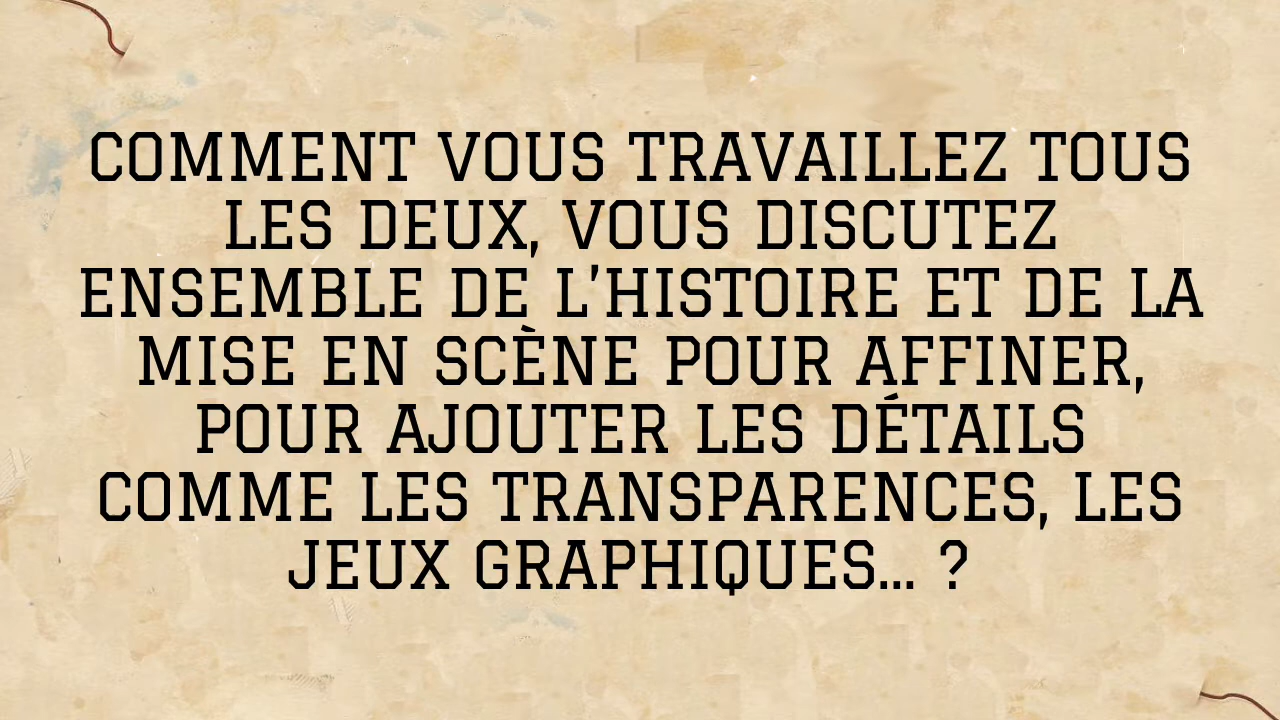 COMMENT VOUS TRAVAILLEZ TOUS
LES DEUX, VOUS DISCUTEZ
ENSEMBLE DE L'HISTOIRE ET DE LA
MISE EN SCÈNE POUR AFFINER,
POUR AJOUTER LES DÉTAILS
COMME LES TRANSPARENCES, LES
JEUX GRAPHIQUES... ?